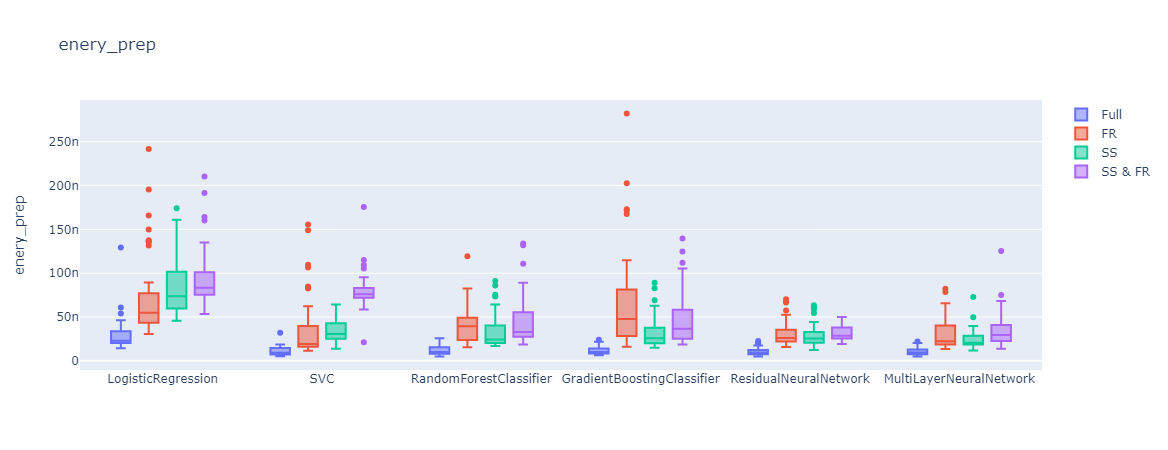 enery_prep
Full
FR
SS
SS & FR
250n
200n
150n
100n
50n
0
enery_prep
LogisticRegression
SVC
RandomForestClassifier
GradientBoostingClassifier
ResidualNeuralNetwork
MultiLayerNeuralNetwork